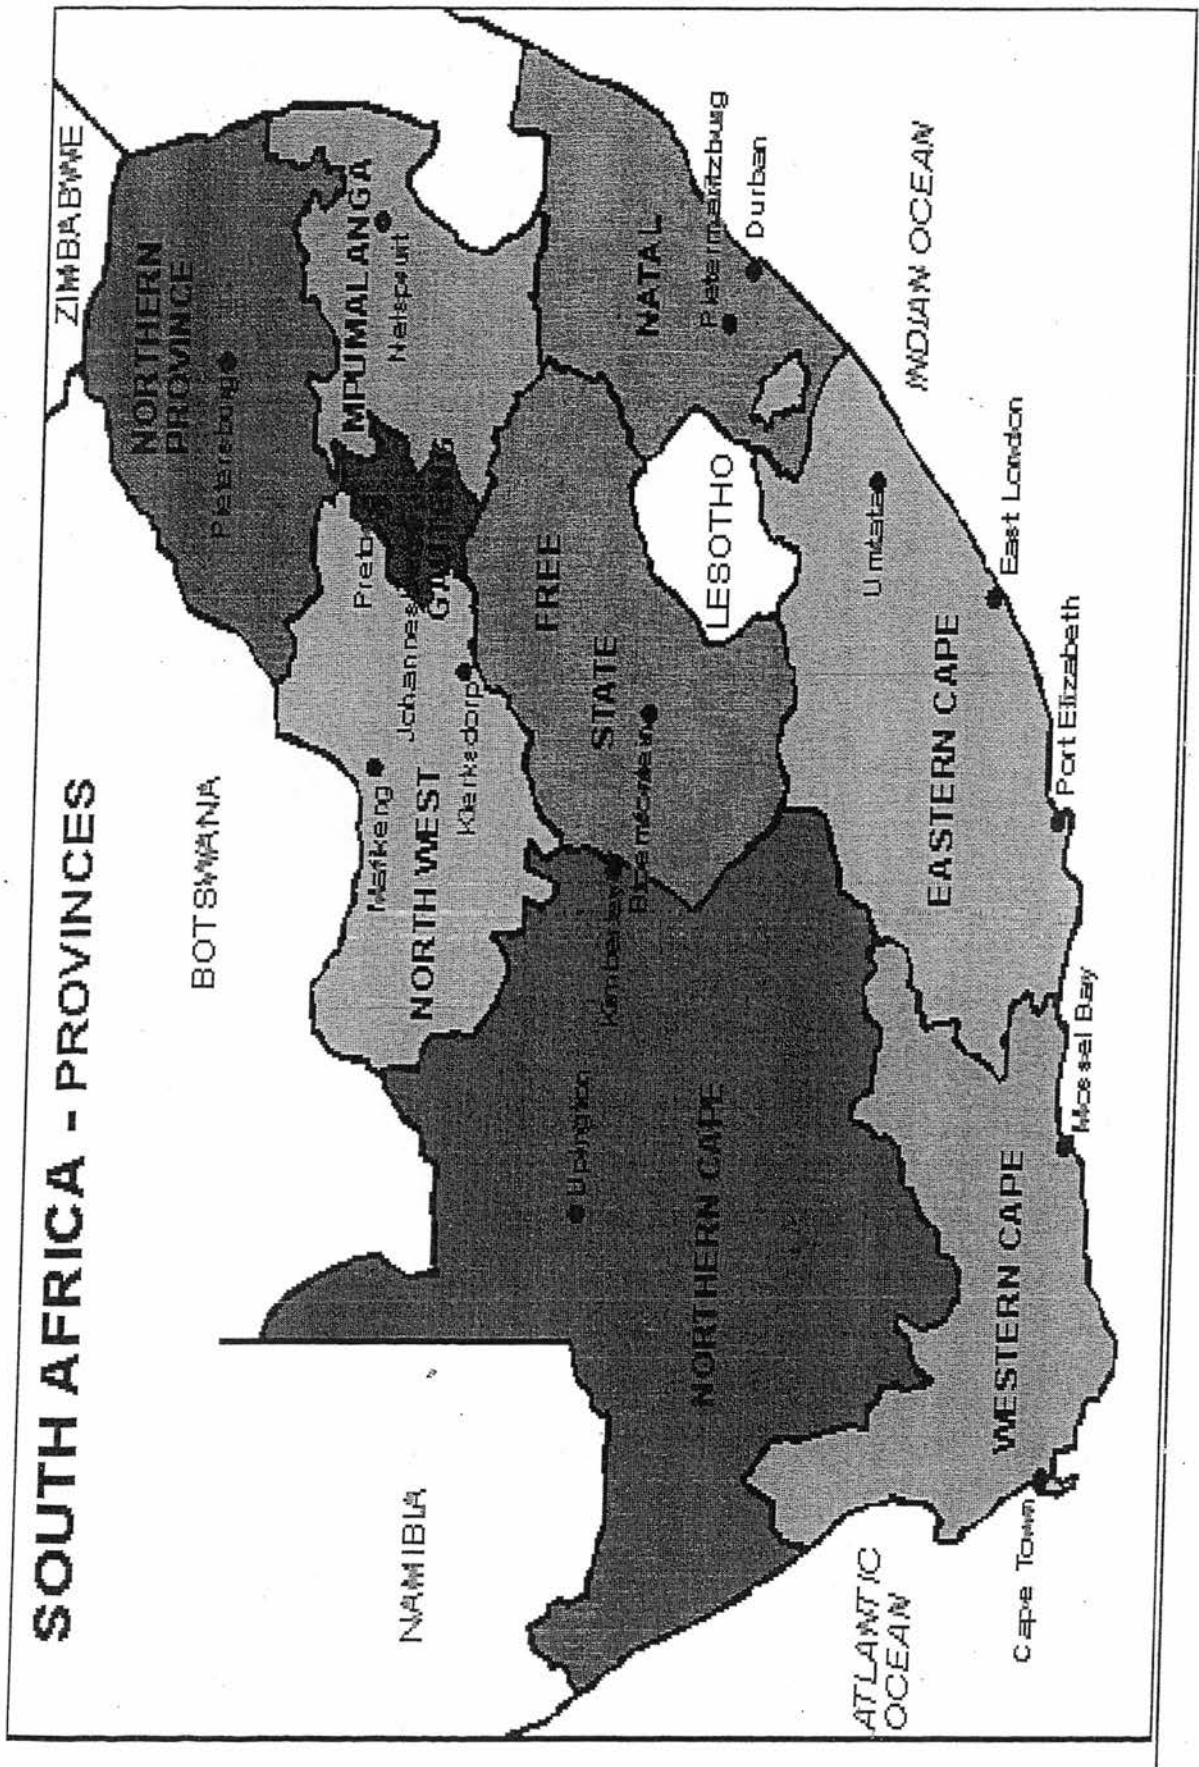 SOUTH AFRICA - PROVINCES
ZIMBABWE
BOTSWANA
NAMIBIA
NORTHERN
PROVINCE
Pietersburg
MPUMALANGA
Nelspruit
GAUTENG
NORTH WEST
Mafikeng
Klerksdorp
FREE
STATE
Bloemfontein
NATAL
Pietermaritzburg
Durban
LESOTHO
Kimberley
Upington
NORTHERN CAPE
EASTERN CAPE
Umtata
East London
Port Elizabeth
WESTERN CAPE
Mossel Bay
Cape Town
ATLANTIC
OCEAN
INDIAN OCEAN